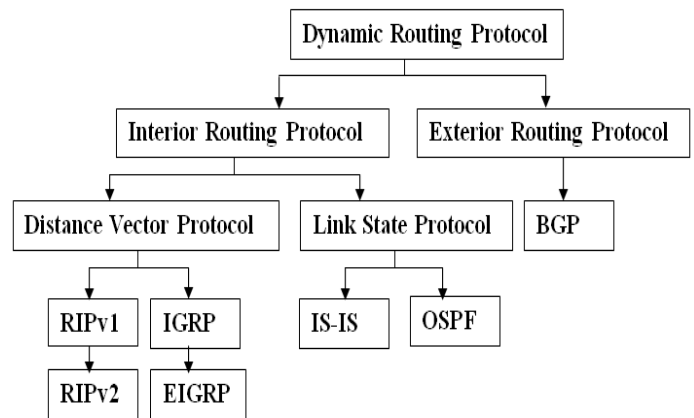 Dynamic Routing Protocol
Interior Routing Protocol
Exterior Routing Protocol
Distance Vector Protocol
Link State Protocol
BGP
RIPv1
IGRP
IS-IS
OSPF
RIPv2
EIGRP